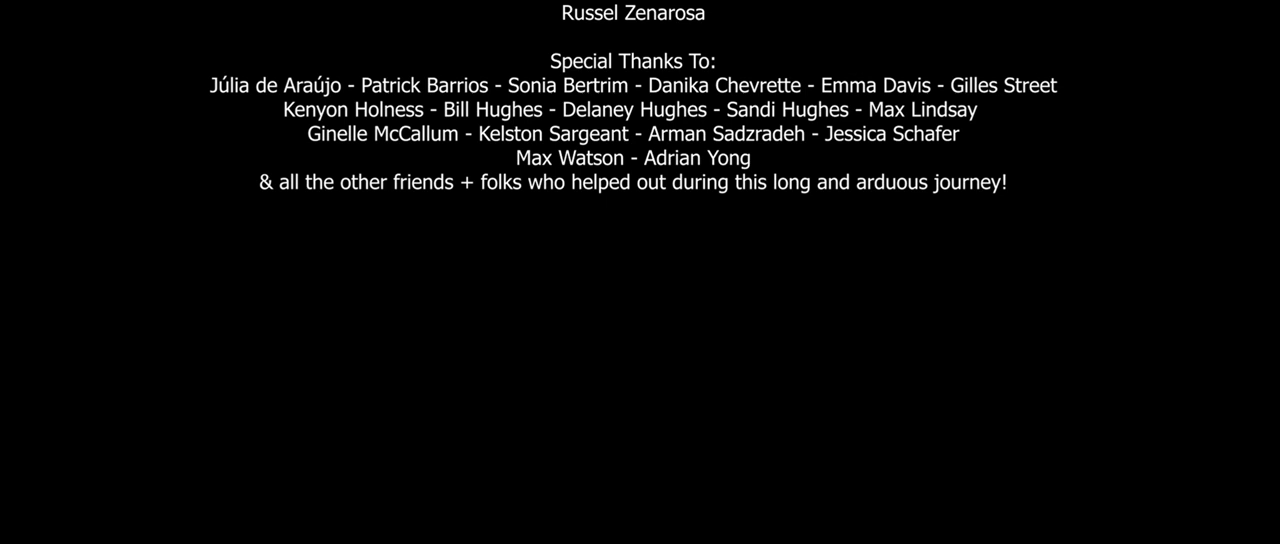 Russel Zenarosa
Special Thanks To:
Júlia de Araújo - Patrick Barrios - Sonia Bertrim - Danika Chevrette - Emma Davis - Gilles Street
Kenyon Holness - Bill Hughes - Delaney Hughes - Sandi Hughes - Max Lindsay
Ginelle McCallum - Kelston Sargeant - Arman Sadzradeh - Jessica Schafer
Max Watson - Adrian Yong
& all the other friends + folks who helped out during this long and arduous journey!